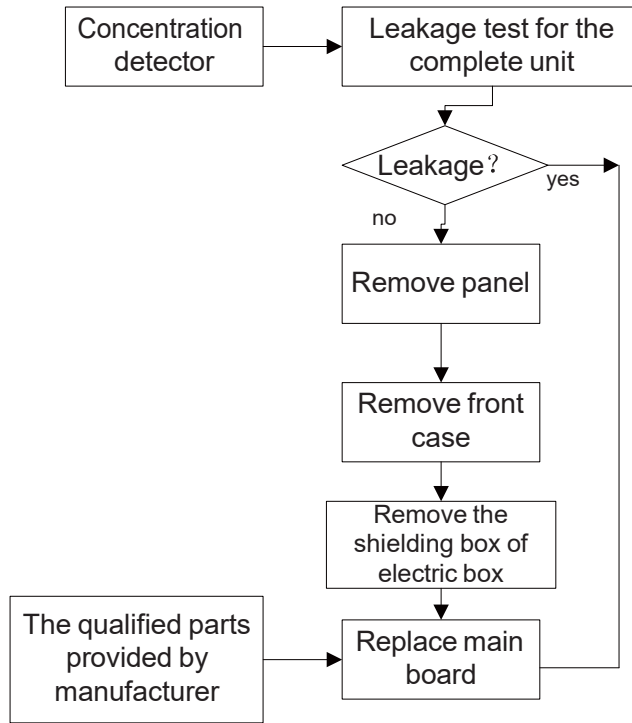 Concentration
detector
Leakage test for the
complete unit
Leakage？
yes
no
Remove panel
Remove front
case
Remove the
shielding box of
electric box
The qualified parts
provided by
manufacturer
Replace main
board